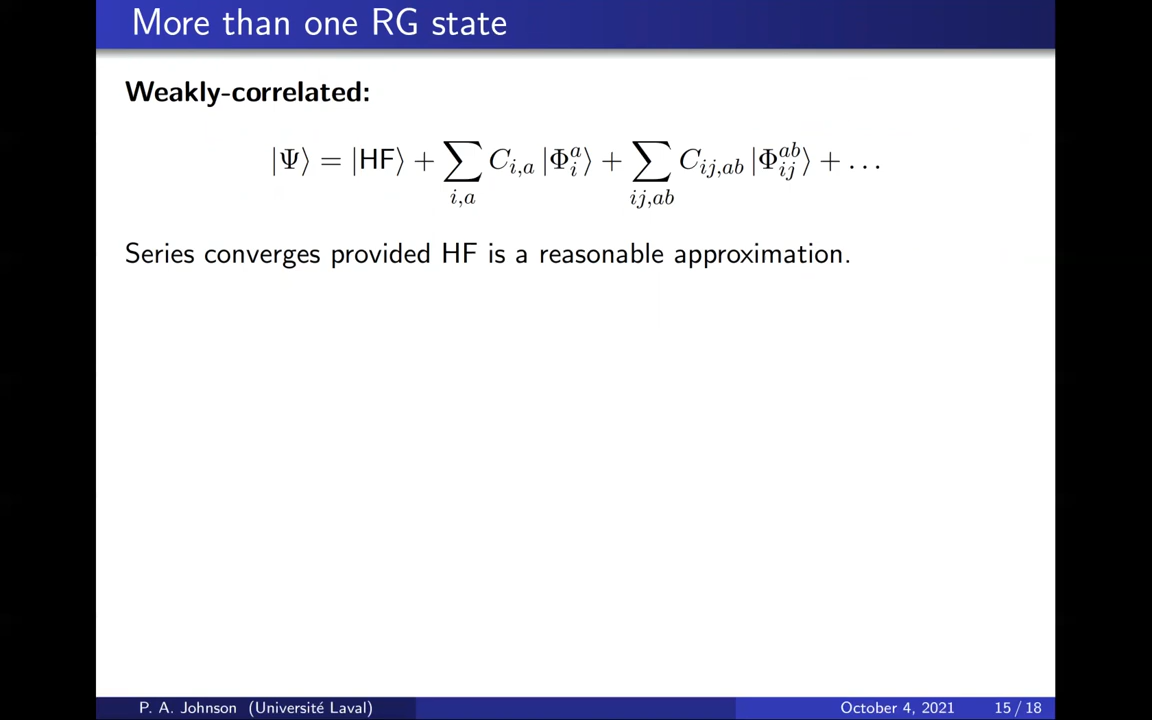 More than one RG state
Weakly-correlated:
|Ψ⟩ = |HF⟩ + ∑_{i,a} C_{i,a} |Φ_i^a⟩ + ∑_{ij,ab} C_{ij,ab} |Φ_{ij}^{ab}⟩ + …
Series converges provided HF is a reasonable approximation.
P. A. Johnson (Université Laval) October 4, 2021 15 / 18